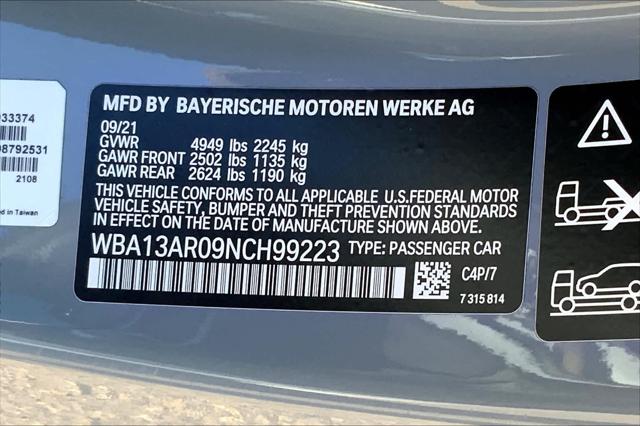 933374
08792531
2108
d in Taiwan
MFD BY BAYERISCHE MOTOREN WERKE AG
09/21
GVWR 4949 lbs 2245 kg
GAWR FRONT 2502 lbs 1135 kg
GAWR REAR 2624 lbs 1190 kg
THIS VEHICLE CONFORMS TO ALL APPLICABLE U.S.FEDERAL MOTOR
VEHICLE SAFETY, BUMPER AND THEFT PREVENTION STANDARDS
IN EFFECT ON THE DATE OF MANUFACTURE SHOWN ABOVE.
WBA13AR09NCH99223 TYPE: PASSENGER CAR
C4P/7
7 315 814